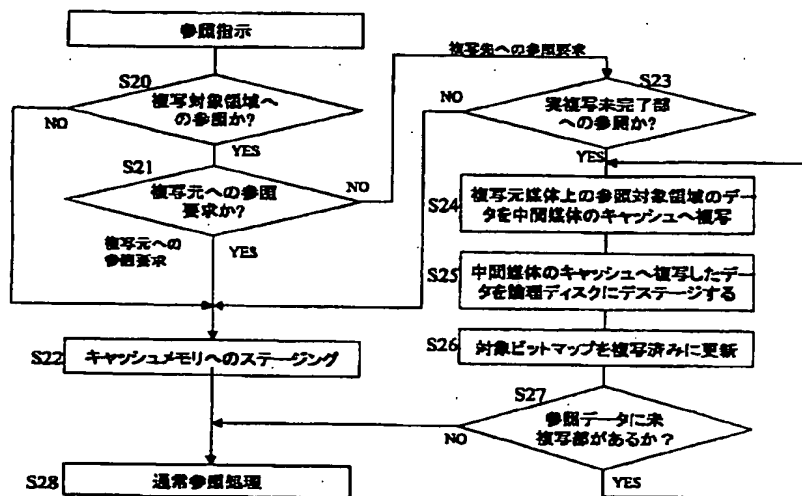 参照指示
S20
複写対象領域へ
の参照か?
NO
YES
S21
複写元への参照
要求か?
NO
複写元への
参照要求
YES
S22
キャッシュメモリへのステージング
S28
通常参照処理
複写先への参照要求
S23
実複写未完了部
への参照か?
NO
YES
S24
複写元媒体上の参照対象領域のデー
タを中間媒体のキャッシュへ複写
S25
中間媒体のキャッシュへ複写したデー
タを論理ディスクにデステージする
S26
対象ビットマップを複写済みに更新
S27
参照データに未
複写部があるか?
NO
YES